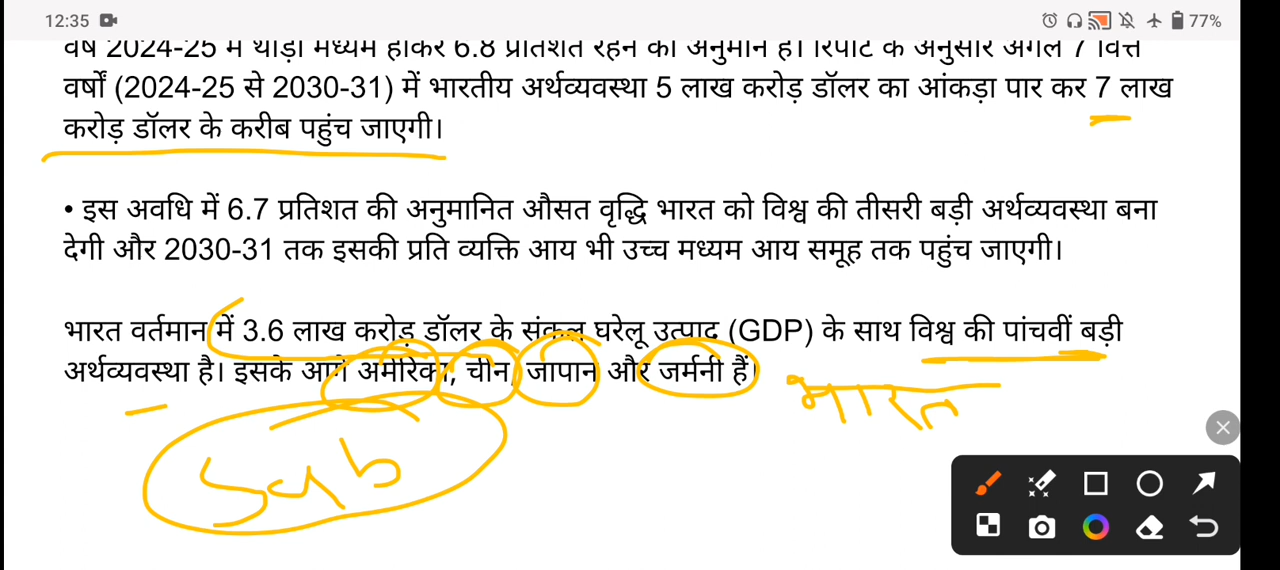 12:35
77%
वर्ष 2024-25 में थोड़ा मध्यम होकर 6.8 प्रतिशत रहने का अनुमान है। रिपोर्ट के अनुसार अगले 7 वित्त
वर्षों (2024-25 से 2030-31) में भारतीय अर्थव्यवस्था 5 लाख करोड़ डॉलर का आंकड़ा पार कर 7 लाख
करोड़ डॉलर के करीब पहुंच जाएगी।
• इस अवधि में 6.7 प्रतिशत की अनुमानित औसत वृद्धि भारत को विश्व की तीसरी बड़ी अर्थव्यवस्था बना
देगी और 2030-31 तक इसकी प्रति व्यक्ति आय भी उच्च मध्यम आय समूह तक पहुंच जाएगी।
भारत वर्तमान में 3.6 लाख करोड़ डॉलर के संकल घरेलू उत्पाद (GDP) के साथ विश्व की पांचवीं बड़ी
अर्थव्यवस्था है। इसके आगे अमेरिका, चीन, जापान और जर्मनी हैं।
भारत
Sub